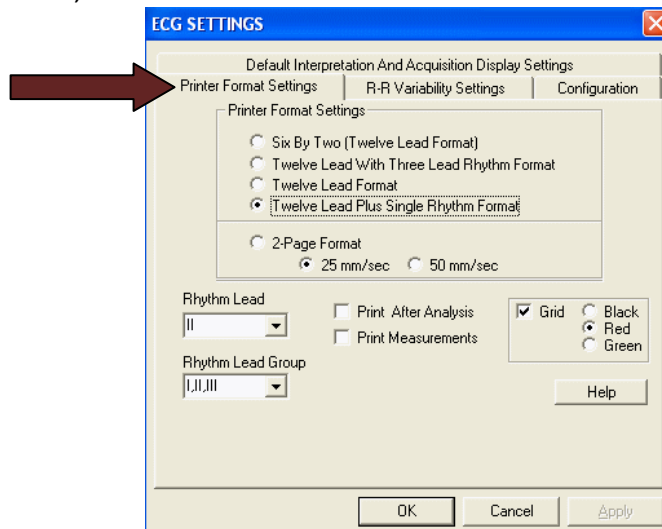 ECG SETTINGS
Default Interpretation And Acquisition Display Settings
Printer Format Settings
R-R Variability Settings
Configuration
Printer Format Settings
Six By Two (Twelve Lead Format)
Twelve Lead With Three Lead Rhythm Format
Twelve Lead Format
Twelve Lead Plus Single Rhythm Format
2-Page Format
25 mm/sec
50 mm/sec
Rhythm Lead
II
Print After Analysis
Print Measurements
Grid
Black
Red
Green
Rhythm Lead Group
I,II,III
Help
OK
Cancel
Apply